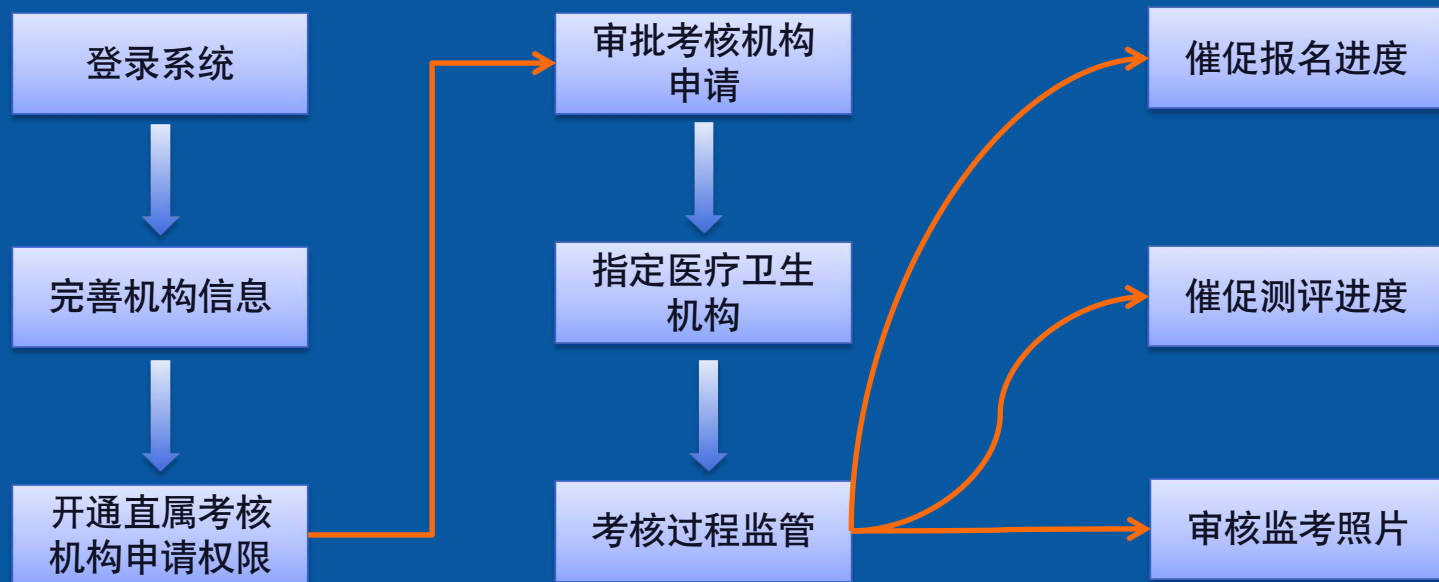 登录系统
完善机构信息
开通直属考核
机构申请权限
审批考核机构
申请
指定医疗卫生
机构
考核过程监管
催促报名进度
催促测评进度
审核监考照片